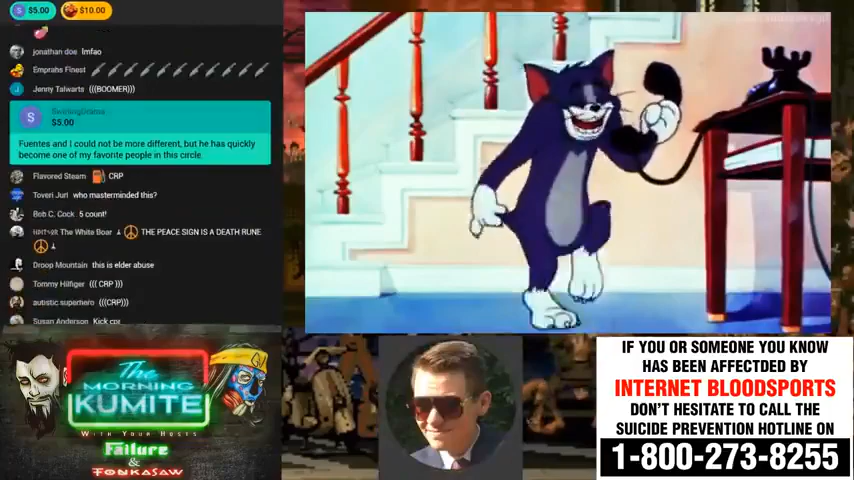 $5.00
$10.00
jonathan doe lmfao
Emprahs Finest
Jenny Talwarts (((BOOMER)))
$5.00
Fuentes and I could not be more different, but he has quickly
become one of my favorite people in this circle.
Flavored Steam CRP
Toveri Juri who masterminded this?
Bob C. Cock 5 count!
The White Boar THE PEACE SIGN IS A DEATH RUNE
Droop Mountain this is elder abuse
Tommy Hilfiger ((( CRP )))
autistic superhero (((CRP)))
Susan Anderson Kick cpx
The
MORNING
KUMITE
With Your Hosts
Failure
&
TonkaSaw
IF YOU OR SOMEONE YOU KNOW
HAS BEEN AFFECTDED BY
INTERNET BLOODSPORTS
DON'T HESITATE TO CALL THE
SUICIDE PREVENTION HOTLINE ON
1-800-273-8255